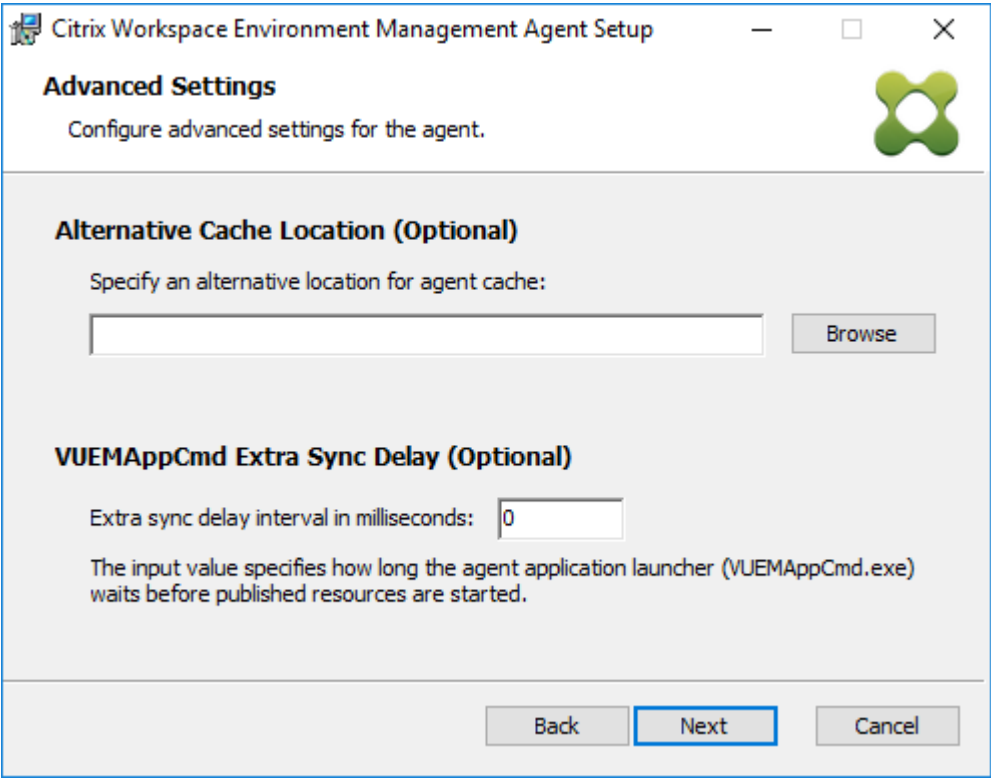 Citrix Workspace Environment Management Agent Setup
Advanced Settings
Configure advanced settings for the agent.
Alternative Cache Location (Optional)
Specify an alternative location for agent cache:
Browse
VUEMAppCmd Extra Sync Delay (Optional)
Extra sync delay interval in milliseconds: 0
The input value specifies how long the agent application launcher (VUEMAppCmd.exe)
waits before published resources are started.
Back Next Cancel